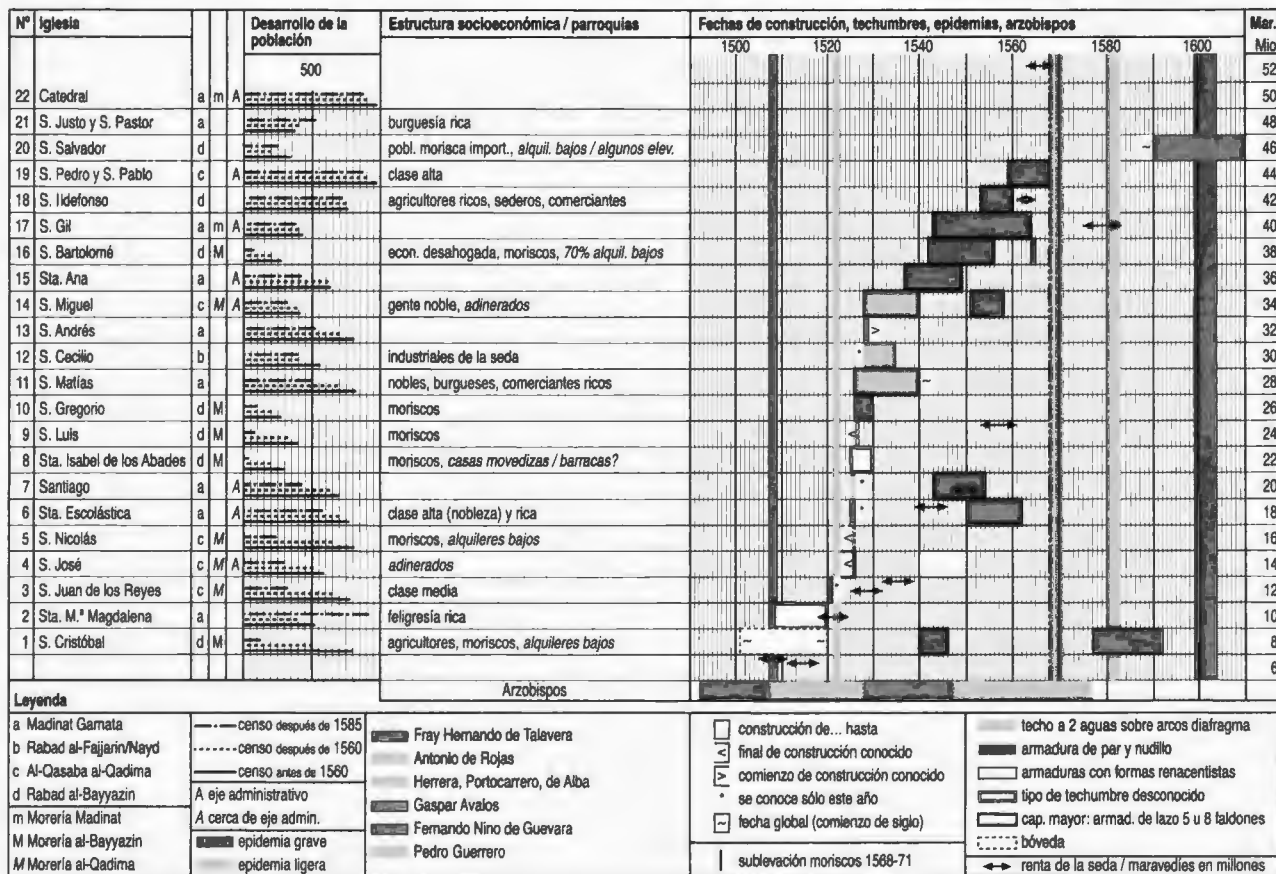 Nº Iglesia Desarrollo de la población Estructura socioeconómica / parroquias Fechas de construcción, techumbres, epidemias, arzobispos Mar. Mio
500 1500 1520 1540 1560 1580 1600
52
22 Catedral a m A 50
21 S. Justo y S. Pastor a burguesía rica 48
20 S. Salvador d pobl. morisca import., alquil. bajos / algunos elev. 46
19 S. Pedro y S. Pablo c A clase alta 44
18 S. Ildefonso d agricultores ricos, sederos, comerciantes 42
17 S. Gil a m A 40
16 S. Bartolomé d M econ. desahogada, moriscos, 70% alquil. bajos 38
15 Sta. Ana a A 36
14 S. Miguel c M A gente noble, adinerados 34
13 S. Andrés a 32
12 S. Cecilio b industriales de la seda 30
11 S. Matías a nobles, burgueses, comerciantes ricos 28
10 S. Gregorio d M moriscos 26
9 S. Luis d M moriscos 24
8 Sta. Isabel de los Abades d M moriscos, casas movedizas / barracas? 22
7 Santiago a A 20
6 Sta. Escolástica a A clase alta (nobleza) y rica 18
5 S. Nicolás c M moriscos, alquileres bajos 16
4 S. José c M A adinerados 14
3 S. Juan de los Reyes c M clase media 12
2 Sta. M.ª Magdalena a feligresía rica 10
1 S. Cristóbal d M agricultores, moriscos, alquileres bajos 8
6
Arzobispos
Leyenda
a Madinat Garnata
b Rabad al-Fajjarin/Nayd
c Al-Qasaba al-Qadima
d Rabad al-Bayyazin
m Morería Madinat
M Morería al-Bayyazin
M Morería al-Qadima
censo después de 1585
censo después de 1560
censo antes de 1560
A eje administrativo
A cerca de eje admin.
epidemia grave
epidemia ligera
Fray Hernando de Talavera
Antonio de Rojas
Herrera, Portocarrero, de Alba
Gaspar Avalos
Fernando Nino de Guevara
Pedro Guerrero
construcción de... hasta
final de construcción conocido
comienzo de construcción conocido
se conoce sólo este año
fecha global (comienzo de siglo)
sublevación moriscos 1568-71
techo a 2 aguas sobre arcos diafragma
armadura de par y nudillo
armaduras con formas renacentistas
tipo de techumbre desconocido
cap. mayor: armad. de lazo 5 u 8 faldones
bóveda
renta de la seda / maravedíes en millones